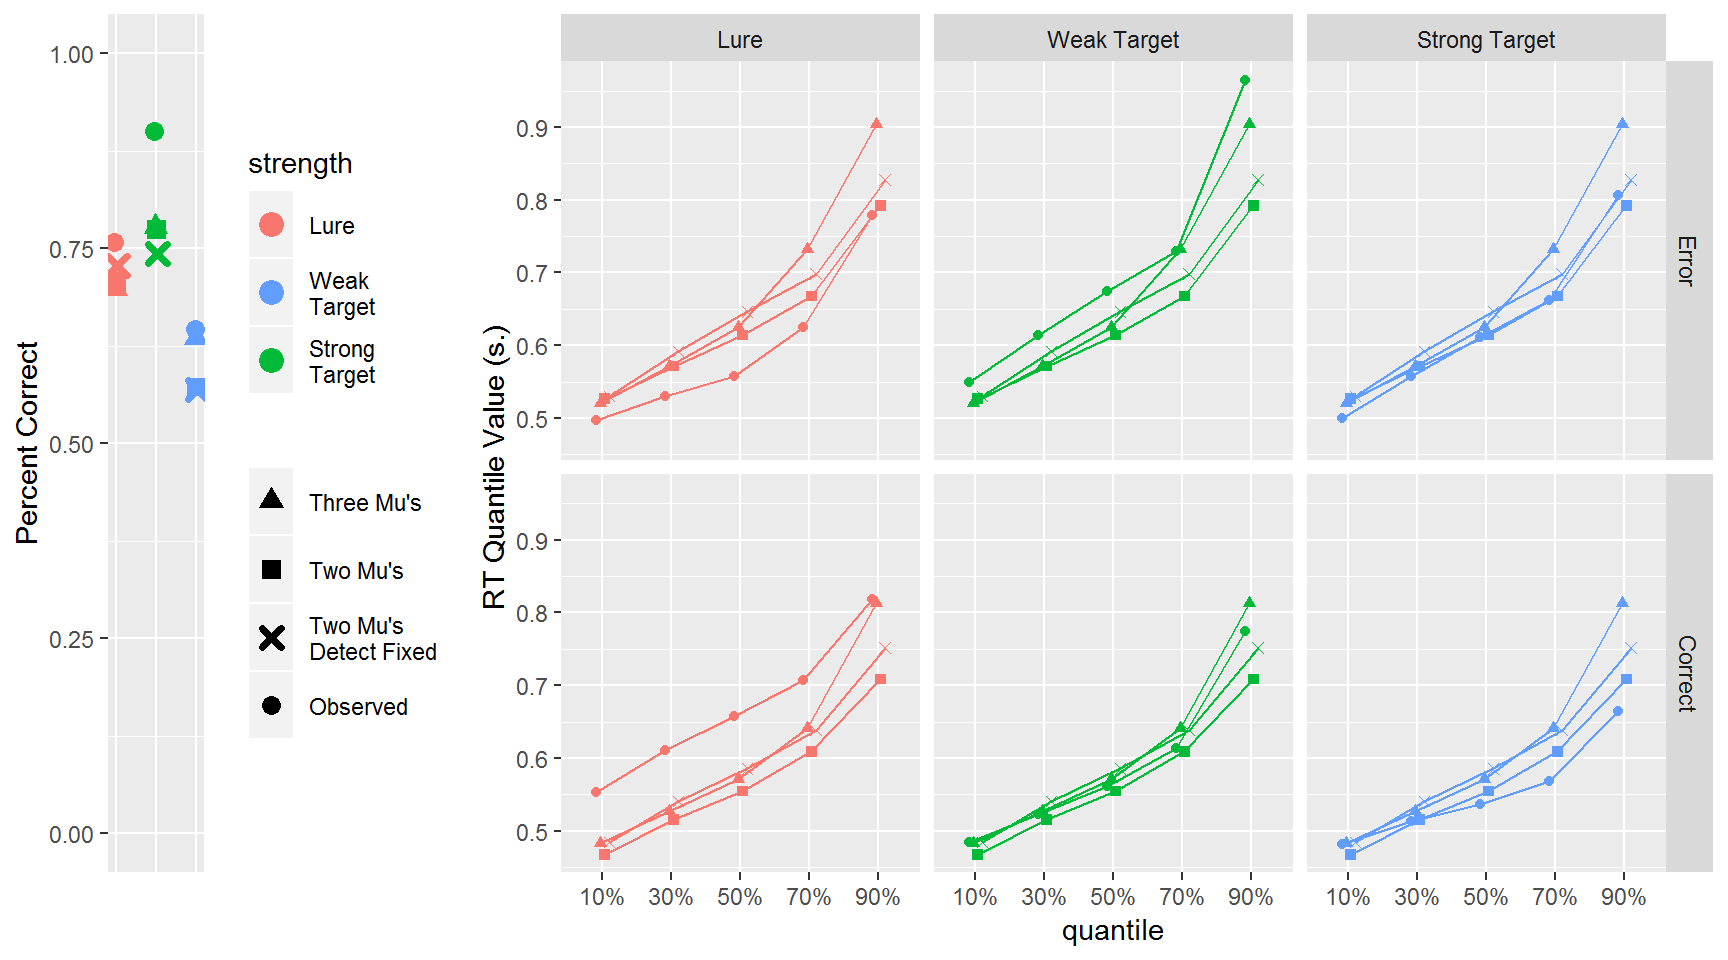 Percent Correct
1.00
0.75
0.50
0.25
0.00
strength
Lure
Weak
Target
Strong
Target
Three Mu's
Two Mu's
Two Mu's
Detect Fixed
Observed
RT Quantile Value (s.)
Lure
Weak Target
Strong Target
0.9
0.8
0.7
0.6
0.5
Error
0.9
0.8
0.7
0.6
0.5
Correct
10% 30% 50% 70% 90%
10% 30% 50% 70% 90%
10% 30% 50% 70% 90%
quantile